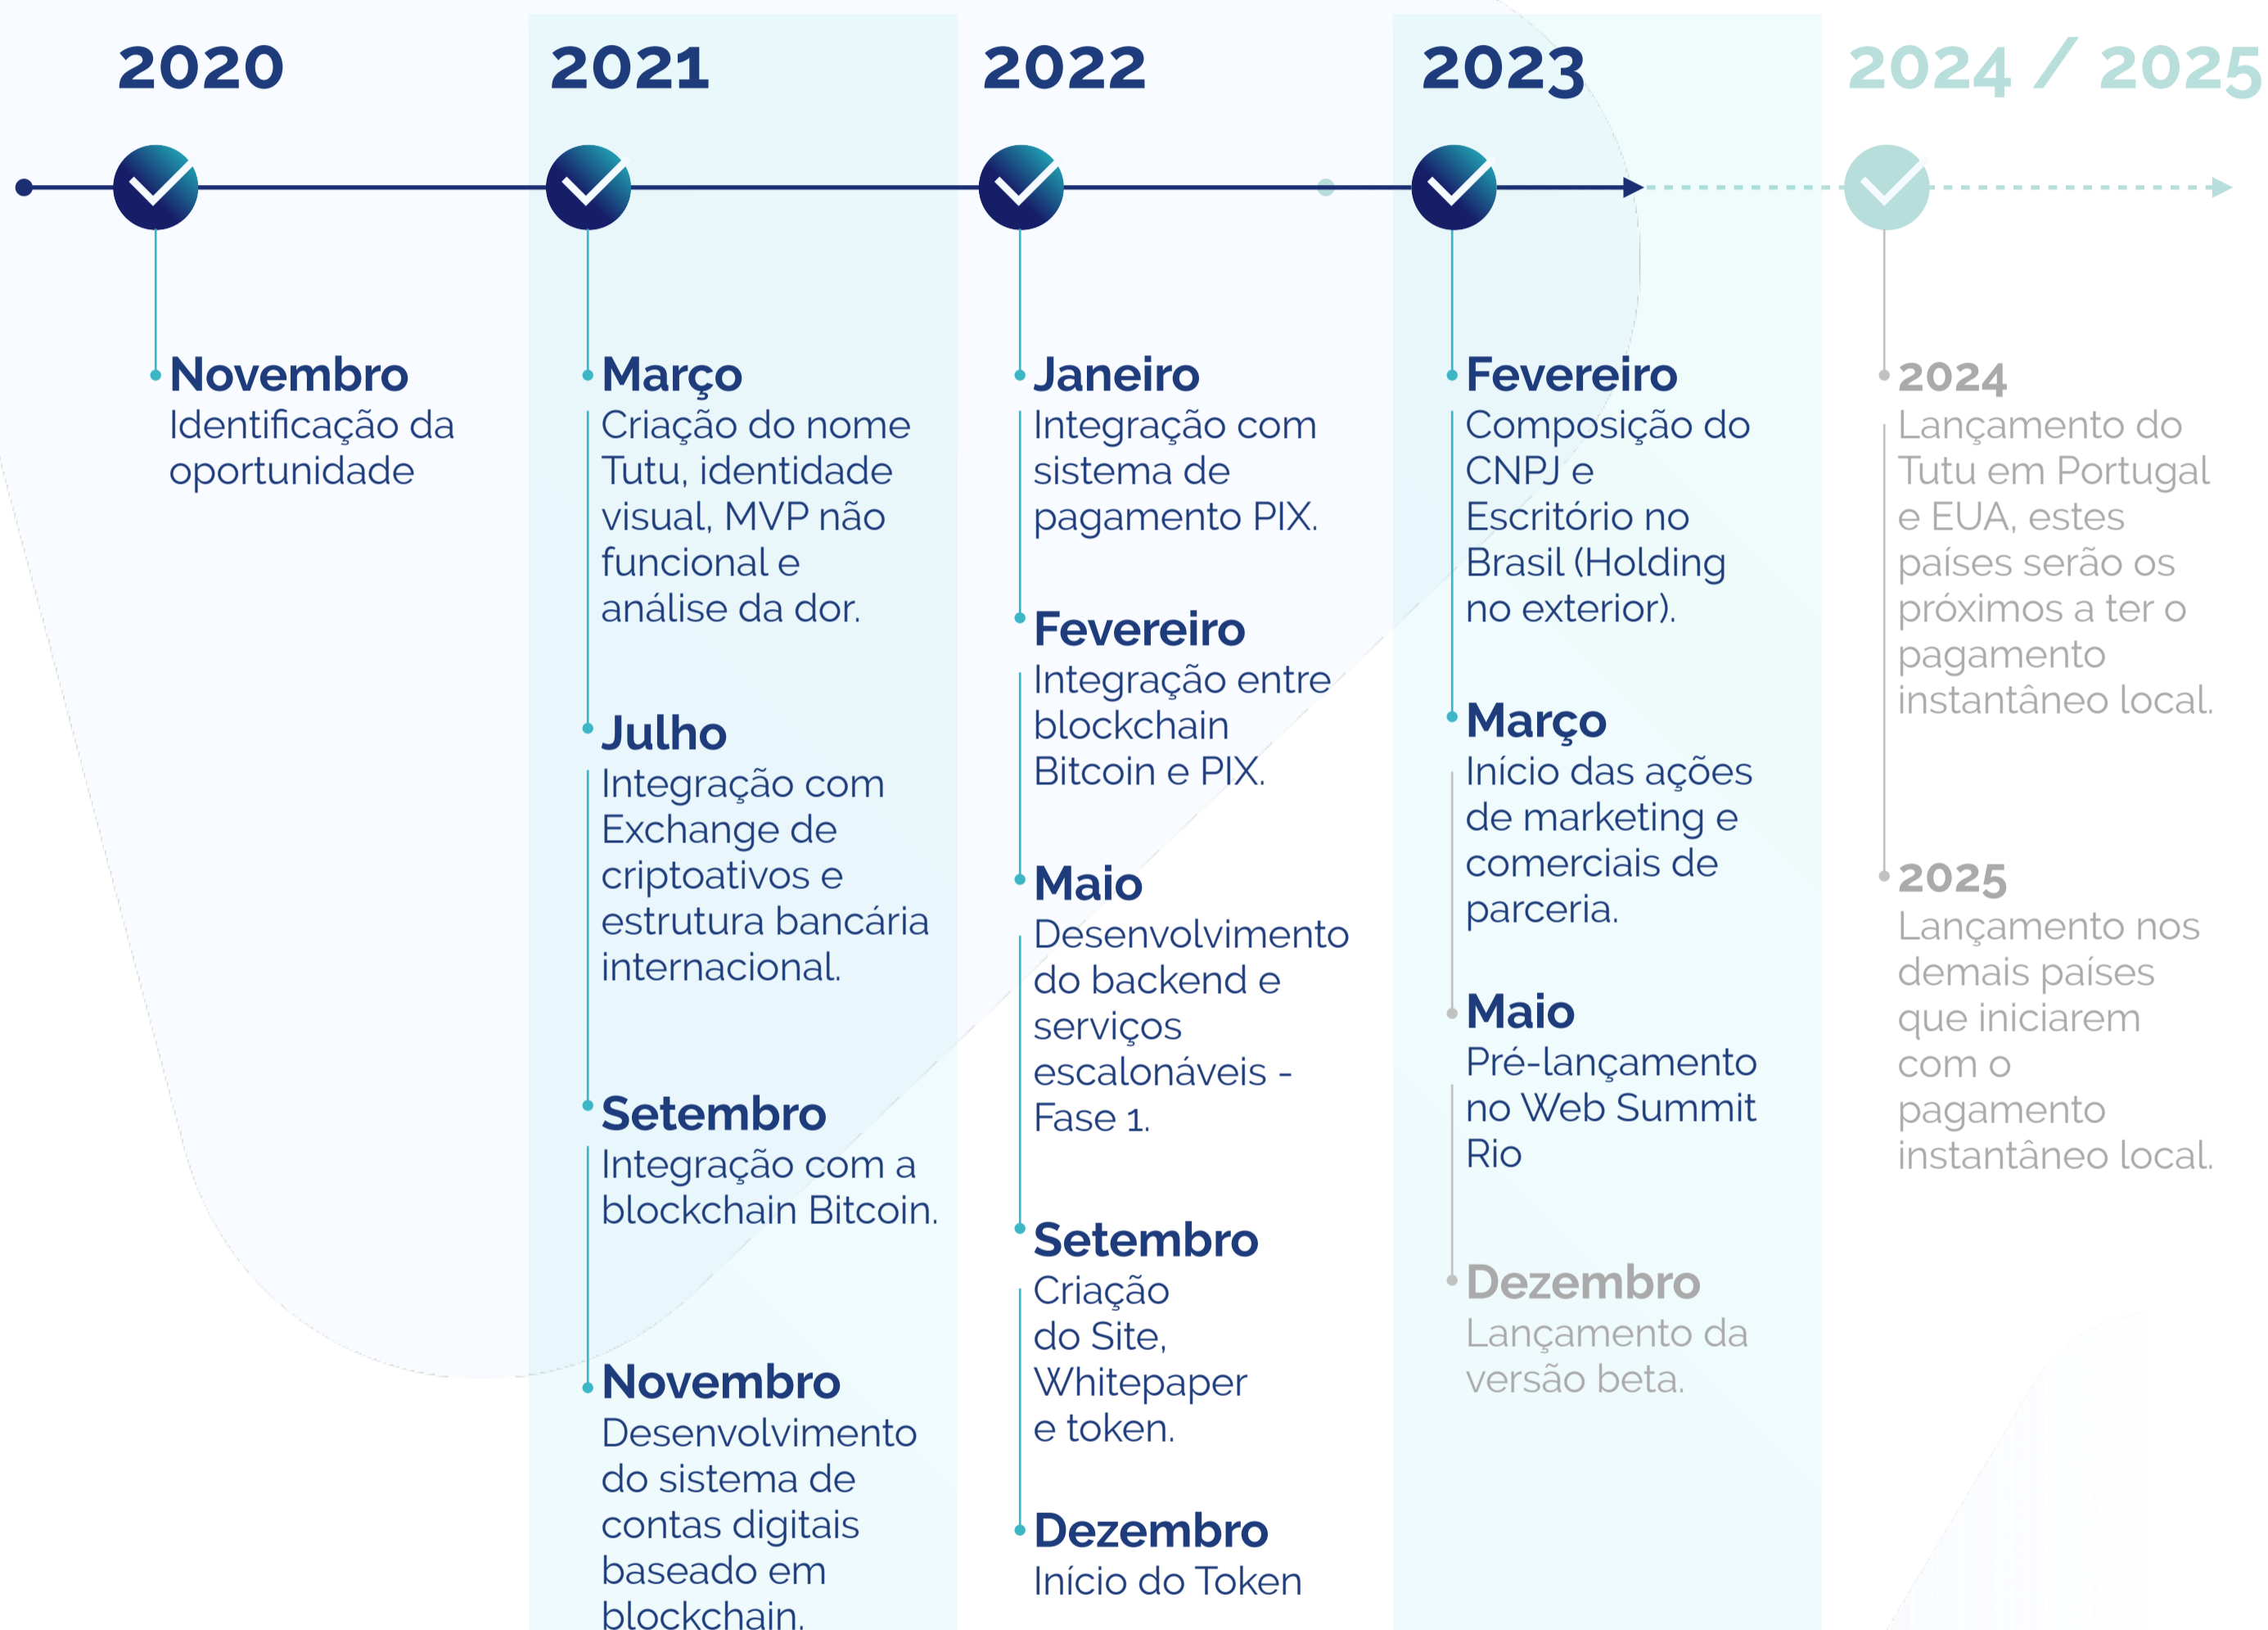 2020
Novembro
Identificação da
oportunidade
2021
Março
Criação do nome
Tutu, identidade
visual, MVP não
funcional e
análise da dor.
Julho
Integração com
Exchange de
criptoativos e
estrutura bancária
internacional.
Setembro
Integração com a
blockchain Bitcoin.
Novembro
Desenvolvimento
do sistema de
contas digitais
baseado em
blockchain.
2022
Janeiro
Integração com
sistema de
pagamento PIX.
Fevereiro
Integração entre
blockchain
Bitcoin e PIX.
Maio
Desenvolvimento
do backend e
serviços
escalonáveis -
Fase 1.
Setembro
Criação
do Site,
Whitepaper
e token.
Dezembro
Início do Token
2023
Fevereiro
Composição do
CNPJ e
Escritório no
Brasil (Holding
no exterior).
Março
Início das ações
de marketing e
comerciais de
parceria.
Maio
Pré-lançamento
no Web Summit
Rio
Dezembro
Lançamento da
versão beta.
2024 / 2025
2024
Lançamento do
Tutu em Portugal
e EUA, estes
países serão os
próximos a ter o
pagamento
instantâneo local.
2025
Lançamento nos
demais países
que iniciarem
com o
pagamento
instantâneo local.